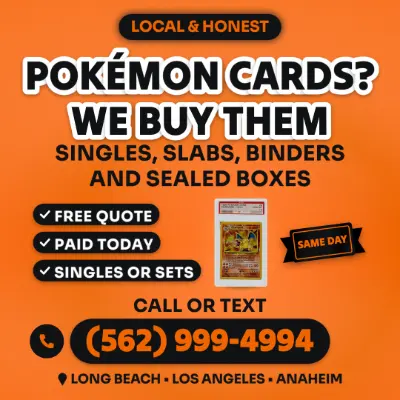 LOCAL & HONEST
POKÉMON CARDS?
WE BUY THEM
SINGLES, SLABS, BINDERS
AND SEALED BOXES
✓ FREE QUOTE
✓ PAID TODAY
✓ SINGLES OR SETS
SAME DAY
CALL OR TEXT
(562) 999-4994
LONG BEACH • LOS ANGELES • ANAHEIM